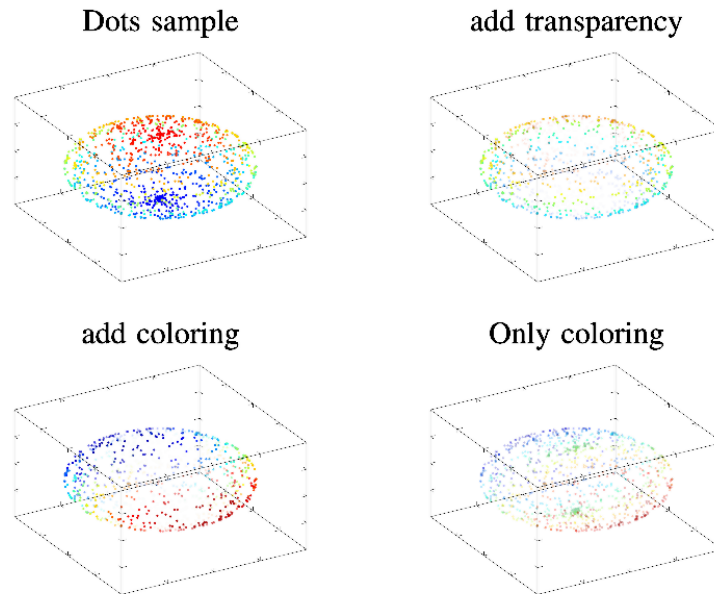 Dots sample
add transparency
add coloring
Only coloring